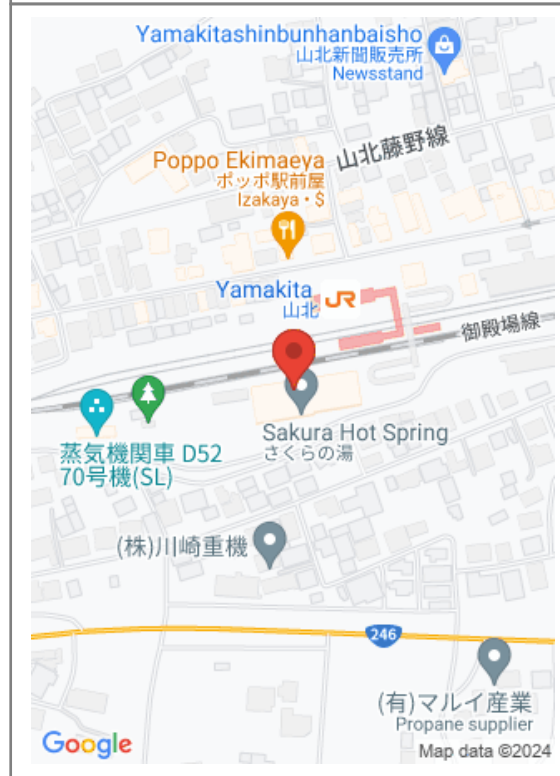 Yamakitashinbunhanbaisho
山北新聞販売所
Newsstand
山北藤野線
Poppo Ekimaeya
ポッポ駅前屋
Izakaya・$
Yamakita
山北
JR
御殿場線
Sakura Hot Spring
さくらの湯
蒸気機関車 D52
70号機(SL)
(株)川崎重機
246
(有)マルイ産業
Propane supplier
Google
Map data ©2024